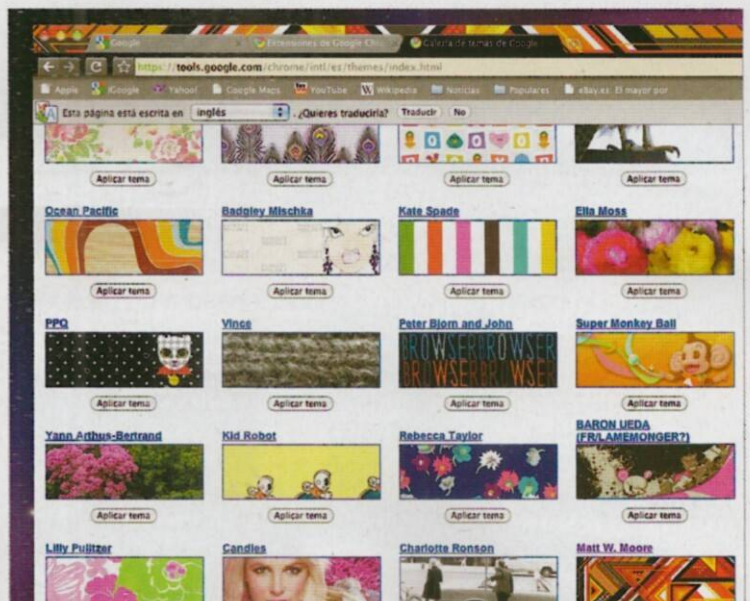 Google Extensiones de Google Chr Galería de temas de Google
https://tools.google.com/chrome/intl/es/themes/index.html
Apple iGoogle Yahoo! Google Maps YouTube Wikipedia Noticias Populares eBay.es: El mayor por
Esta página está escrita en inglés . ¿Quieres traducirla? Traducir No
Aplicar tema Aplicar tema Aplicar tema Aplicar tema
Ocean Pacific Badgley Mischka Kate Spade Ella Moss
Aplicar tema Aplicar tema Aplicar tema Aplicar tema
PPQ Vince Peter Bjorn and John Super Monkey Ball
BROWSERBROWSER
BROWSERBROWSER
Aplicar tema Aplicar tema Aplicar tema Aplicar tema
Yann Arthus-Bertrand Kid Robot Rebecca Taylor BARON UEDA
(FR/LAMEMONGER?)
Aplicar tema Aplicar tema Aplicar tema Aplicar tema
Lilly Pulitzer Candies Charlotte Ronson Matt W. Moore